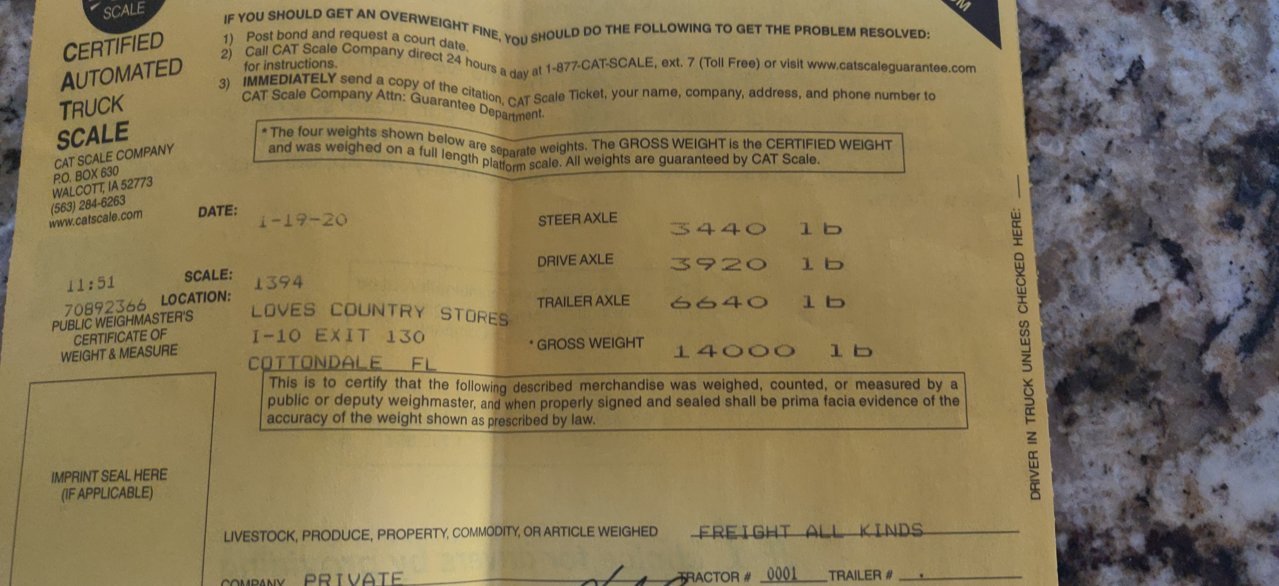 SCALE
CERTIFIED
AUTOMATED
TRUCK
SCALE
CAT SCALE COMPANY
P.O. BOX 630
WALCOTT, IA 52773
(563) 284-6263
www.catscale.com
IF YOU SHOULD GET AN OVERWEIGHT FINE, YOU SHOULD DO THE FOLLOWING TO GET THE PROBLEM RESOLVED:
1) Post bond and request a court date.
2) Call CAT Scale Company direct 24 hours a day at 1-877-CAT-SCALE, ext. 7 (Toll Free) or visit www.catscaleguarantee.com
for instructions.
3) IMMEDIATELY send a copy of the citation, CAT Scale Ticket, your name, company, address, and phone number to
CAT Scale Company Attn: Guarantee Department.
* The four weights shown below are separate weights. The GROSS WEIGHT is the CERTIFIED WEIGHT
and was weighed on a full length platform scale. All weights are guaranteed by CAT Scale.
DATE: 1-19-20
STEER AXLE 3440 lb
DRIVE AXLE 3920 lb
11:51 SCALE: 1394
TRAILER AXLE 6640 lb
70892366 LOCATION: LOVES COUNTRY STORES
I-10 EXIT 130
* GROSS WEIGHT 14000 lb
COTTONDALE FL
PUBLIC WEIGHMASTER'S
CERTIFICATE OF
WEIGHT & MEASURE
This is to certify that the following described merchandise was weighed, counted, or measured by a
public or deputy weighmaster, and when properly signed and sealed shall be prima facia evidence of the
accuracy of the weight shown as prescribed by law.
IMPRINT SEAL HERE
(IF APPLICABLE)
DRIVER IN TRUCK UNLESS CHECKED HERE:
LIVESTOCK, PRODUCE, PROPERTY, COMMODITY, OR ARTICLE WEIGHED FREIGHT ALL KINDS
COMPANY PRIVATE TRACTOR # 0001 TRAILER #